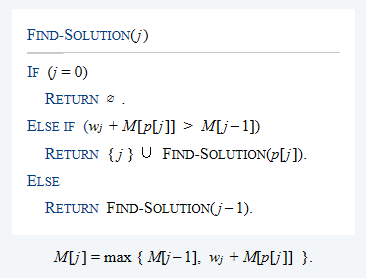 FIND-SOLUTION(j)
IF (j = 0)
RETURN ∅ .
ELSE IF (wj + M[p[j]] > M[j–1])
RETURN { j } ∪ FIND-SOLUTION(p[j]).
ELSE
RETURN FIND-SOLUTION(j–1).
M[j] = max { M[j–1], wj + M[p[j]] }.